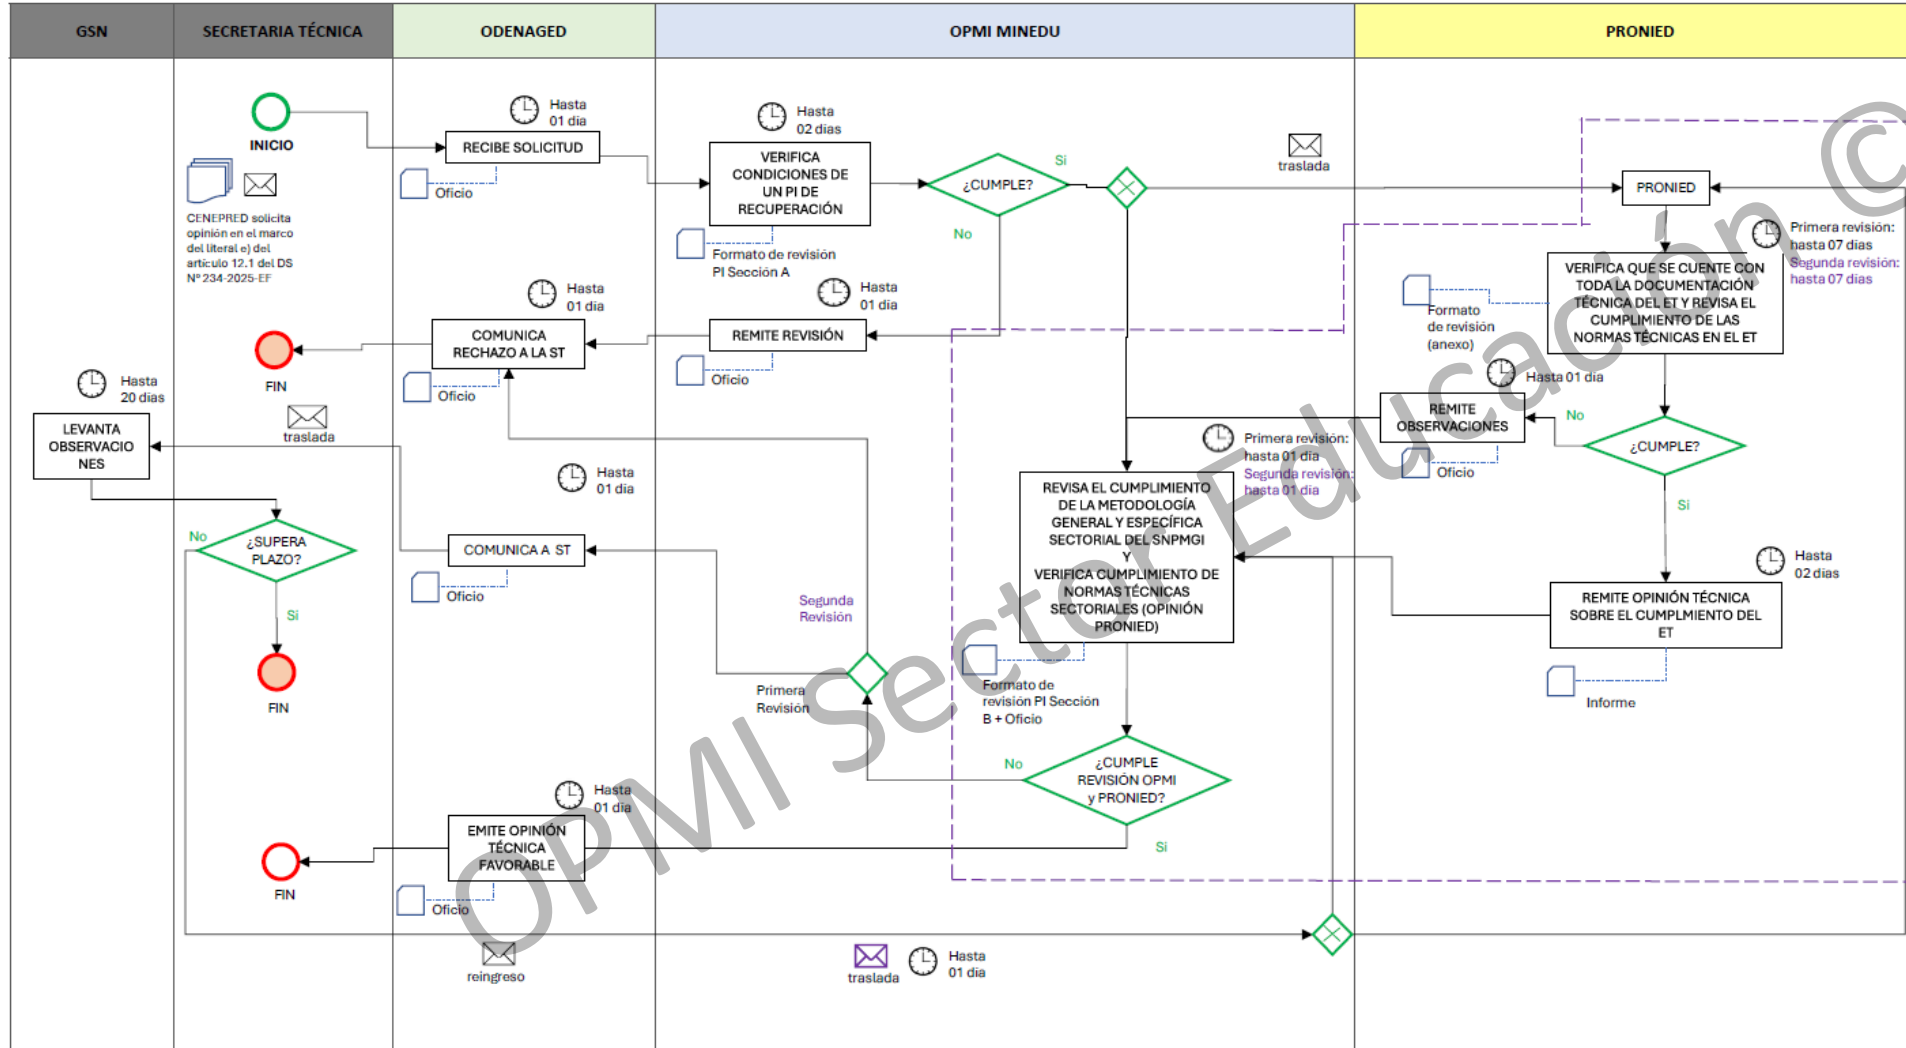 GSN
SECRETARIA TÉCNICA
ODENAGED
OPMI MINEDU
PRONIED
INICIO
CENEPRED solicita
opinión en el marco
del literal e) del
artículo 12.1 del DS
N° 234-2025-EF
Hasta
01 dia
RECIBE SOLICITUD
Oficio
Hasta
02 dias
VERIFICA
CONDICIONES DE
UN PI DE
RECUPERACIÓN
Formato de revisión
PI Sección A
¿CUMPLE?
Si
No
traslada
PRONIED
Primera revisión:
hasta 07 dias
Segunda revisión:
hasta 07 dias
VERIFICA QUE SE CUENTE CON
TODA LA DOCUMENTACIÓN
TÉCNICA DEL ET Y REVISA EL
CUMPLIMIENTO DE LAS
NORMAS TÉCNICAS EN EL ET
Formato
de revisión
(anexo)
Hasta
01 dia
REMITE REVISIÓN
Oficio
Hasta
01 dia
COMUNICA
RECHAZO A LA ST
Oficio
FIN
Hasta
20 dias
LEVANTA
OBSERVACIO
NES
traslada
Hasta 01 dia
REMITE
OBSERVACIONES
Oficio
No
¿CUMPLE?
Si
Primera revisión:
hasta 01 dia
Segunda revisión:
hasta 01 dia
REVISA EL CUMPLIMIENTO
DE LA METODOLOGÍA
GENERAL Y ESPECÍFICA
SECTORIAL DEL SNPMGI
Y
VERIFICA CUMPLIMIENTO DE
NORMAS TÉCNICAS
SECTORIALES (OPINIÓN
PRONIED)
Formato de
revisión PI Sección
B + Oficio
Hasta
01 dia
COMUNICA A ST
Oficio
No
¿SUPERA
PLAZO?
Si
FIN
Segunda
Revisión
Primera
Revisión
Hasta
02 dias
REMITE OPINIÓN TÉCNICA
SOBRE EL CUMPLMIENTO DEL
ET
Informe
No
¿CUMPLE
REVISIÓN OPMI
y PRONIED?
Si
Hasta
01 dia
EMITE OPINIÓN
TÉCNICA
FAVORABLE
Oficio
FIN
reingreso
traslada
Hasta
01 dia
OPMI Sector Educación ©